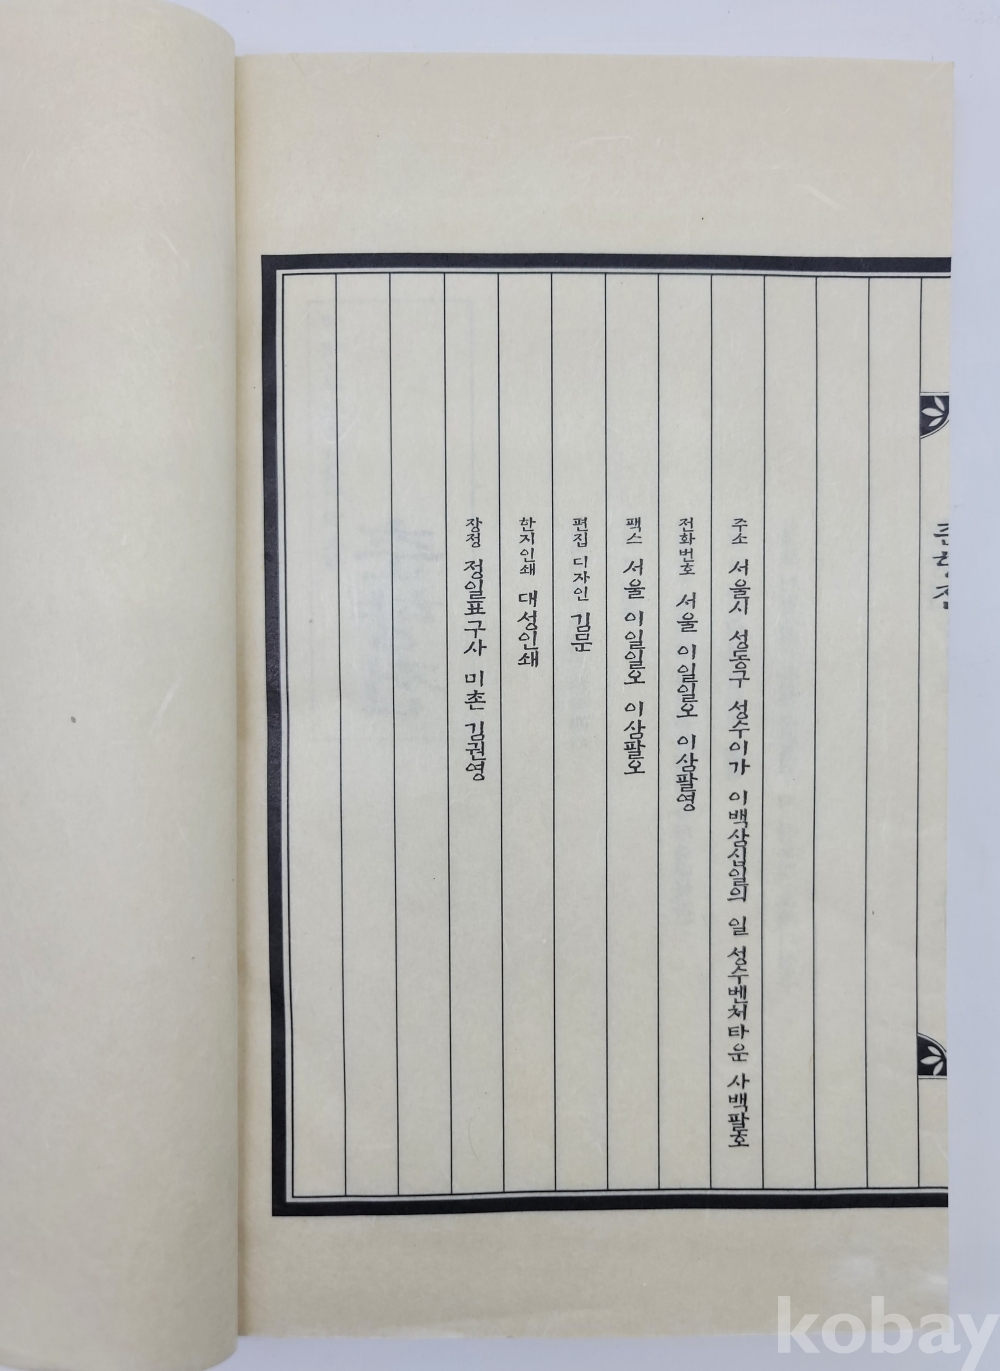 주소 서울시 성동구 성수이가 이백삼십일의 일 성수벤처타운 사백팔호
전화번호 서울 이일일오 이삼팔영
팩스 서울 이일일오 이삼팔오
편집 디자인 김문
한지인쇄 대성인쇄
장정 정일표구사 미촌 김권영
kobay